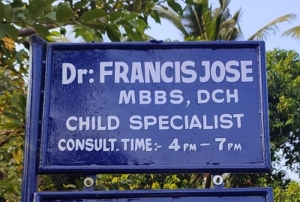 Dr: FRANCIS JOSE
MBBS, DCH
CHILD SPECIALIST
CONSULT. TIME:- 4 PM – 7 PM